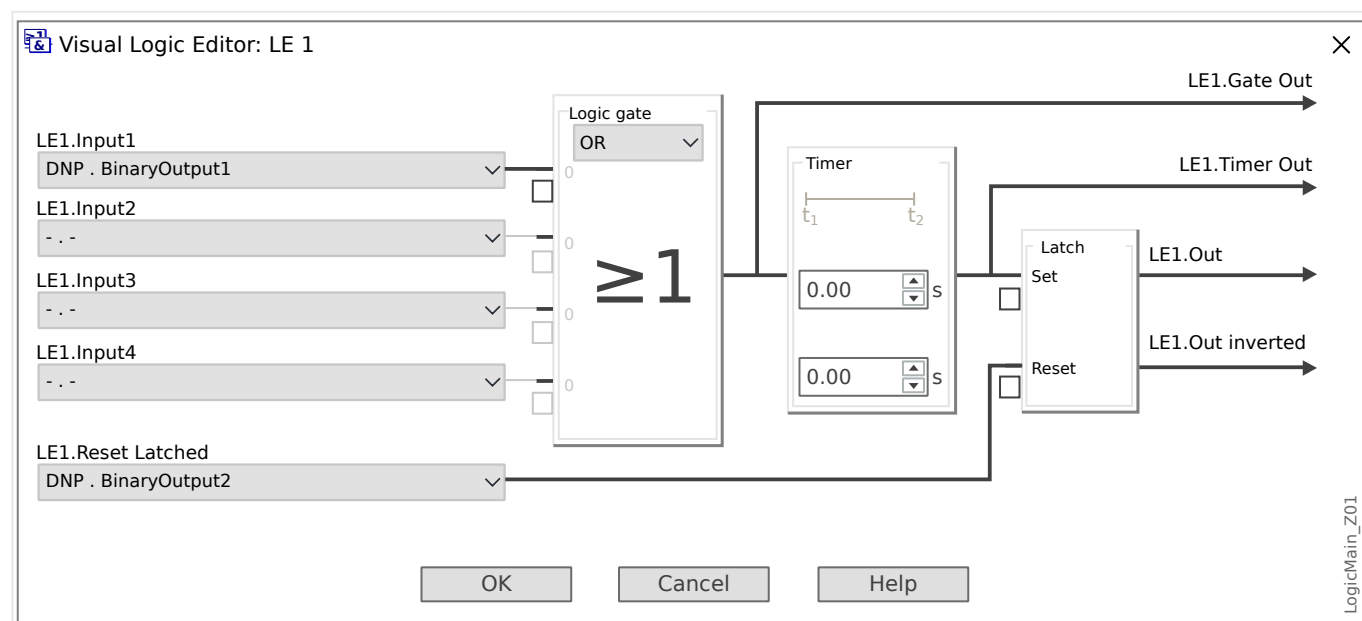 Visual Logic Editor: LE 1
LE1.Gate Out
Logic gate
OR
LE1.Input1
DNP . BinaryOutput1
0
LE1.Timer Out
Timer
t1
t2
LE1.Input2
- . -
0
≥1
Latch
LE1.Out
Set
LE1.Input3
- . -
0
0.00
s
LE1.Out inverted
LE1.Input4
- . -
0
0.00
s
Reset
LE1.Reset Latched
DNP . BinaryOutput2
OK
Cancel
Help
LogicMain_Z01